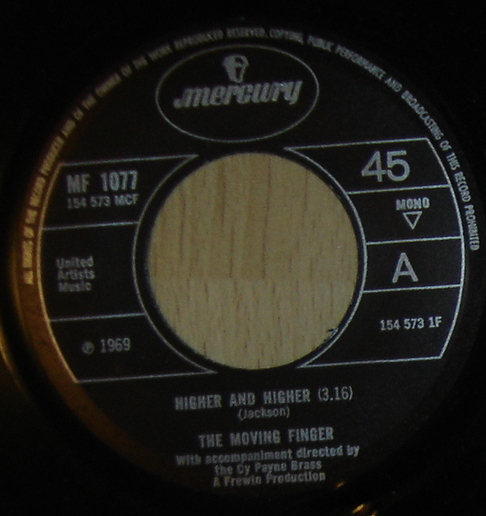 ALL RIGHTS OF THE RECORD PRODUCER AND OF THE OWNER OF THE WORK REPRODUCED RESERVED. COPYING, PUBLIC PERFORMANCE AND BROADCASTING OF THIS RECORD PROHIBITED
mercury
MF 1077
154 573 MCF
United
Artists
Music
℗ 1969
45
MONO
A
154 573 1F
HIGHER AND HIGHER (3.16)
(Jackson)
THE MOVING FINGER
With accompaniment directed by
the Cy Payne Brass
A Frewin Production